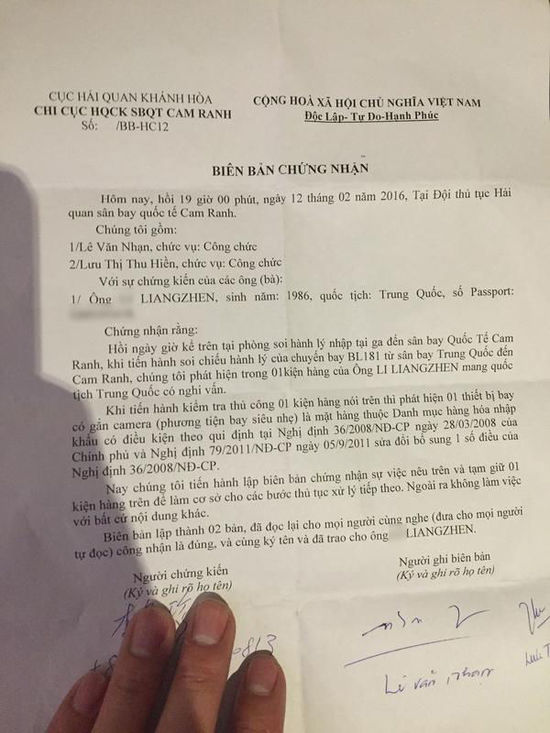 CỤC HẢI QUAN KHÁNH HÒA
CHI CỤC HQCK SBQT CAM RANH
Số: /BB-HC12
CỘNG HOÀ XÃ HỘI CHỦ NGHĨA VIỆT NAM
Độc Lập- Tự Do-Hạnh Phúc
BIÊN BẢN CHỨNG NHẬN
Hôm nay, hồi 19 giờ 00 phút, ngày 12 tháng 02 năm 2016, Tại Đội thủ tục Hải
quan sân bay quốc tế Cam Ranh.
Chúng tôi gồm:
1/Lê Văn Nhạn, chức vụ: Công chức
2/Lưu Thị Thu Hiền, chức vụ: Công chức
Với sự chứng kiến của các ông (bà):
1/ Ông LIANGZHEN, sinh năm: 1986, quốc tịch: Trung Quốc, số Passport:
Chứng nhận rằng:
Hồi ngày giờ kể trên tại phòng soi hành lý nhập tại ga đến sân bay Quốc Tế Cam
Ranh, khi tiến hành soi chiếu hành lý của chuyến bay BL181 từ sân bay Trung Quốc đến
Cam Ranh, chúng tôi phát hiện trong 01kiện hàng của Ông LI LIANGZHEN mang quốc
tịch Trung Quốc có nghi vấn.
Khi tiến hành kiểm tra thủ công 01 kiện hàng nói trên thì phát hiện 01 thiết bị bay
có gắn camera (phương tiện bay siêu nhẹ) là mặt hàng thuộc Danh mục hàng hóa nhập
khẩu có điều kiện theo qui định tại Nghị định 36/2008/NĐ-CP ngày 28/03/2008 của
Chính phủ và Nghị định 79/2011/NĐ-CP ngày 05/9/2011 sửa đổi bổ sung 1 số điều của
Nghị định 36/2008/NĐ-CP.
Nay chúng tôi tiến hành lập biên bản chứng nhận sự việc nêu trên và tạm giữ 01
kiện hàng trên để làm cơ sở cho các bước thủ tục xử lý tiếp theo. Ngoài ra không làm việc
với bất cứ nội dung khác.
Biên bản lập thành 02 bản, đã đọc lại cho mọi người cùng nghe (đưa cho mọi người
tự đọc) công nhận là đúng, và cùng ký tên và đã trao cho ông LIANGZHEN.
Người chứng kiến
(Ký và ghi rõ họ tên)
Người ghi biên bản
(Ký và ghi rõ họ tên)
Lê Văn Nhạn